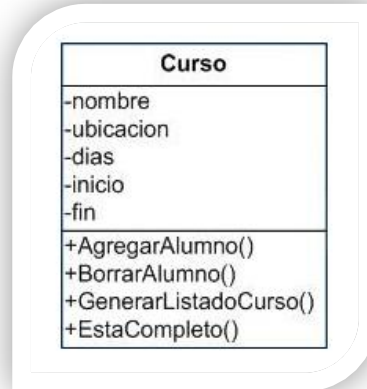 Curso
-nombre
-ubicacion
-dias
-inicio
-fin
+AgregarAlumno()
+BorrarAlumno()
+GenerarListadoCurso()
+EstaCompleto()